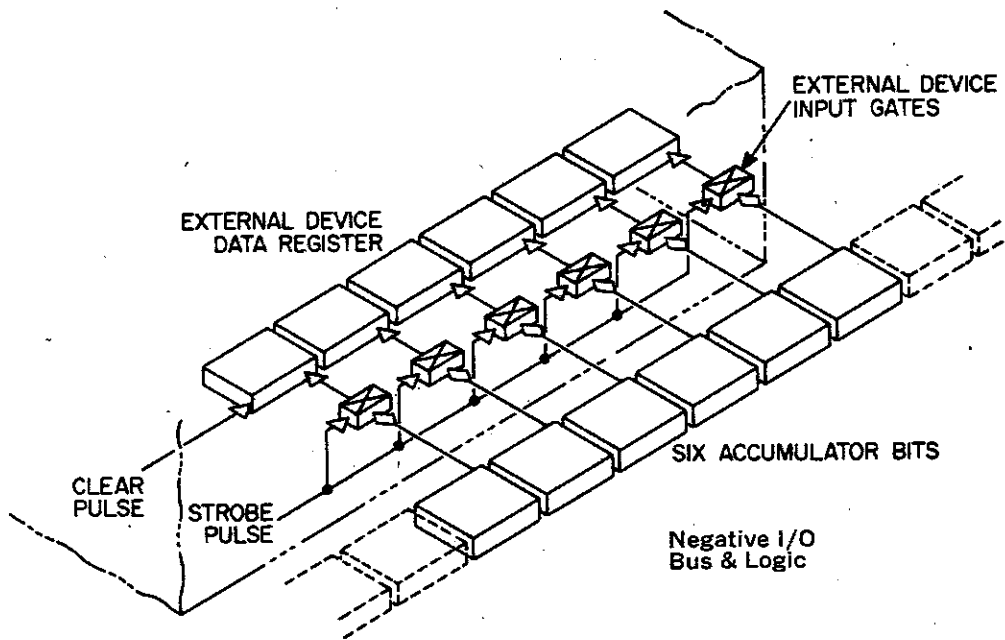 EXTERNAL DEVICE
INPUT GATES
EXTERNAL DEVICE
DATA REGISTER
SIX ACCUMULATOR BITS
CLEAR
PULSE
STROBE
PULSE
Negative I/O
Bus & Logic